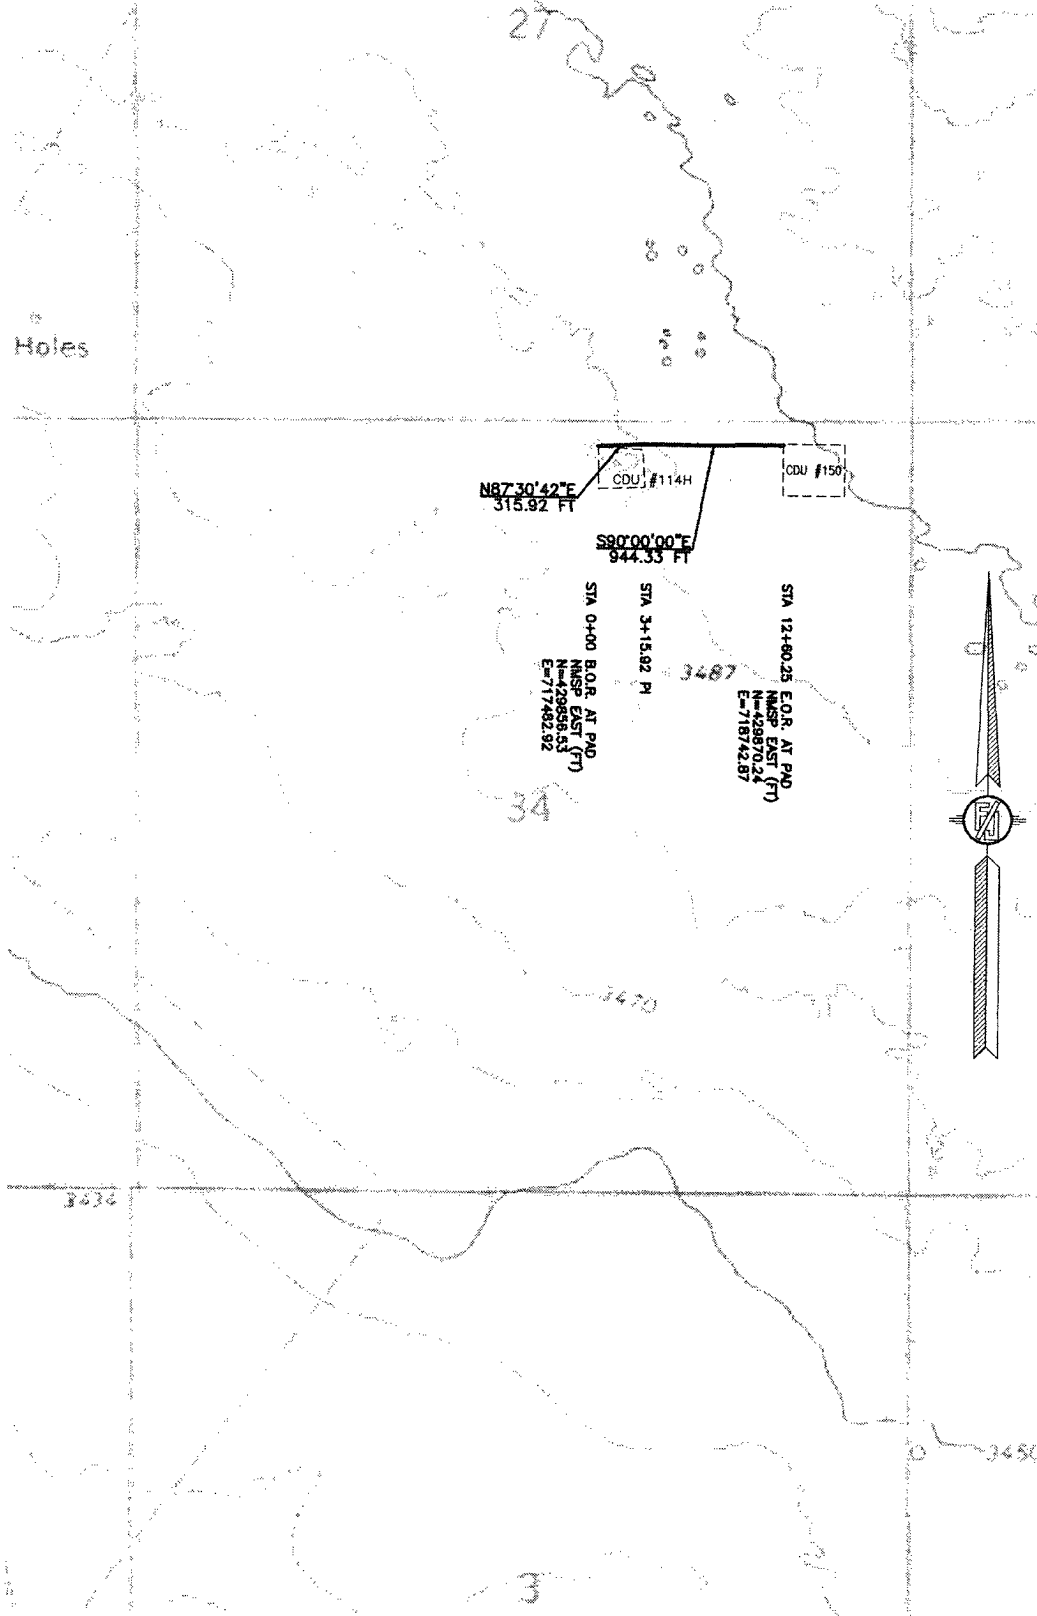 27
Holes
CDU #114H
CDU #150
N87°30'42"E
315.92 FT
S90°00'00"E
944.33 FT
STA 12+60.25 E.O.R. AT PAD
NMSP EAST (FT)
N=429870.24
E=718742.87
STA 3+15.92 PI
STA 0+00 B.O.R. AT PAD
NMSP EAST (FT)
N=429856.53
E=717482.92
3487
34
3470
3434
3450
3